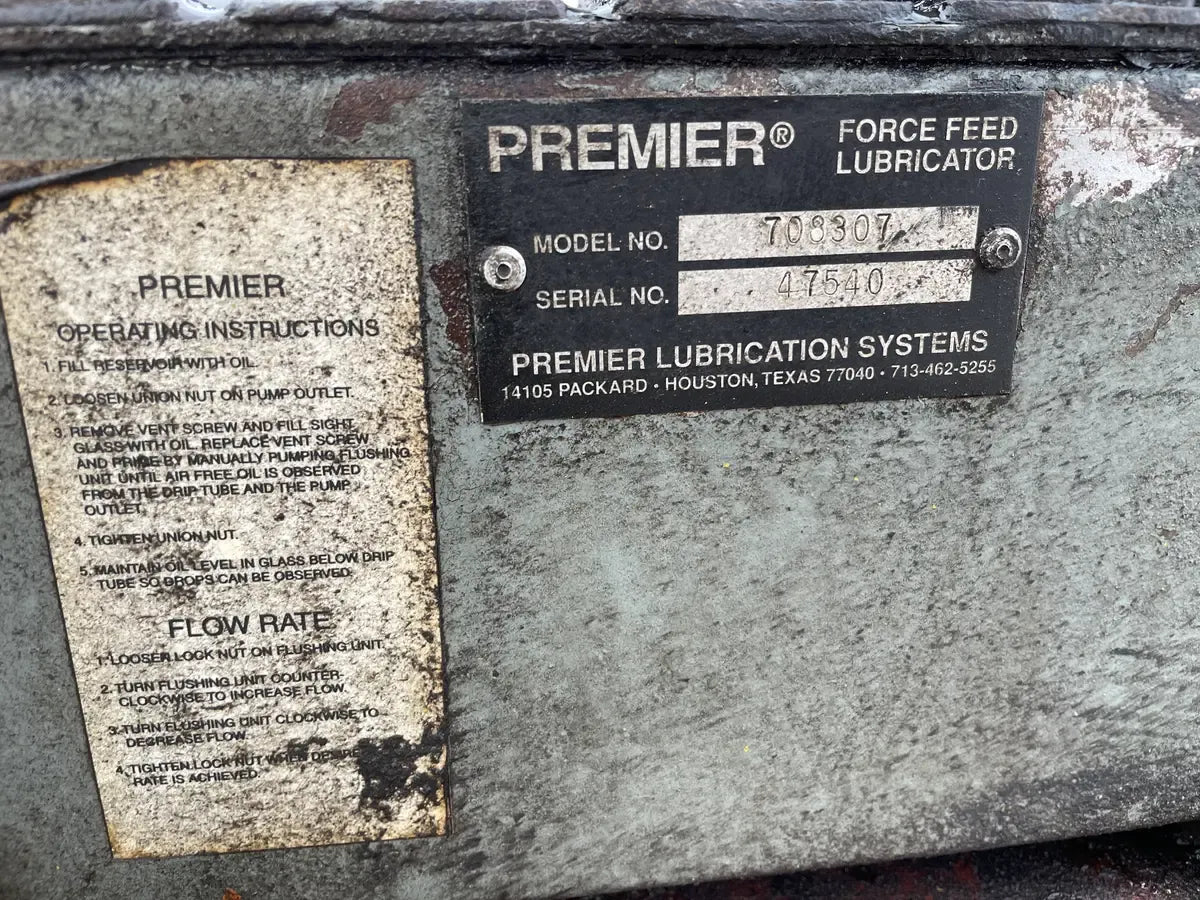 PREMIER® FORCE FEED
LUBRICATOR
MODEL NO. 708307
SERIAL NO. 47540
PREMIER LUBRICATION SYSTEMS
14105 PACKARD · HOUSTON, TEXAS 77040 · 713-462-5255
PREMIER
OPERATING INSTRUCTIONS
1. FILL RESERVOIR WITH OIL.
2. LOOSEN UNION NUT ON PUMP OUTLET.
3. REMOVE VENT SCREW AND FILL SIGHT
GLASS WITH OIL. REPLACE VENT SCREW
AND PRIME BY MANUALLY PUMPING FLUSHING
UNIT UNTIL AIR FREE OIL IS OBSERVED
FROM THE DRIP TUBE AND THE PUMP
OUTLET.
4. TIGHTEN UNION NUT.
5. MAINTAIN OIL LEVEL IN GLASS BELOW DRIP
TUBE SO DROPS CAN BE OBSERVED.
FLOW RATE
1. LOOSEN LOCK NUT ON FLUSHING UNIT.
2. TURN FLUSHING UNIT COUNTER-
CLOCKWISE TO INCREASE FLOW.
3. TURN FLUSHING UNIT CLOCKWISE TO
DECREASE FLOW.
4. TIGHTEN LOCK NUT WHEN
RATE IS ACHIEVED.